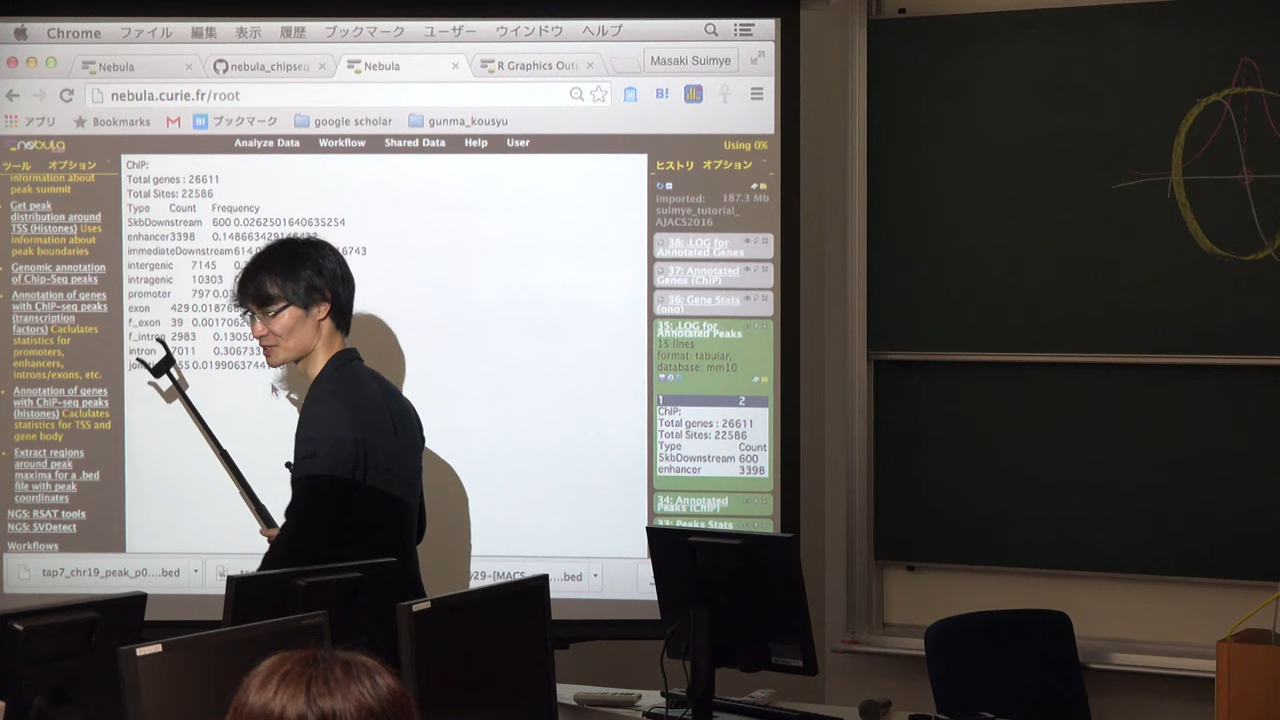 Chrome ファイル 編集 表示 履歴 ブックマーク ユーザー ウインドウ ヘルプ
Nebula nebula_chipseq Nebula R Graphics Outp Masaki Suimye
nebula.curie.fr/root
アプリ Bookmarks B! ブックマーク google scholar gunma_kousyu
nebula Analyze Data Workflow Shared Data Help User Using 0%
ツール オプション
information about
peak summit
Get peak
distribution around
TSS (Histones) Uses
information about
peak boundaries
Genomic annotation
of Chip-Seq peaks
Annotation of genes
with ChIP-seq peaks
(transcription
factors) Caclulates
statistics for
promoters,
enhancers,
introns/exons, etc.
Annotation of genes
with ChIP-seq peaks
(histones) Caclulates
statistics for TSS and
gene body
Extract regions
around peak
maxima for a .bed
file with peak
coordinates
NGS: RSAT tools
NGS: SVDetect
Workflows
ChIP:
Total genes : 26611
Total Sites: 22586
Type Count Frequency
5kbDownstream 600 0.0262501640635254
enhancer 3398
immediateDownstream 614
intergenic 7145
intragenic 10303
promoter 797
exon 429
f_exon 39
f_intron 2983
intron 7011
ヒストリ オプション
imported: 187.3 Mb
suimye_tutorial_
AJACS2016
38: .LOG for
Annotated Genes
37: Annotated
Genes (ChIP)
36: Gene Stats
(png)
35: .LOG for
Annotated Peaks
15 lines
format: tabular,
database: mm10
1 2
ChIP:
Total genes : 26611
Total Sites: 22586
Type Count
5kbDownstream 600
enhancer 3398
34: Annotated
Peaks (ChIP)
33: Peaks Stats
tap7_chr19_peak_p0....bed